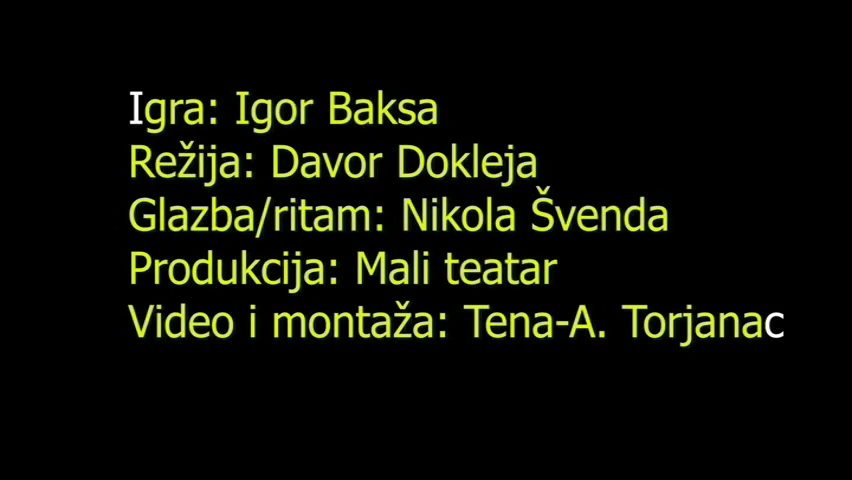 Igra: Igor Baksa
Režija: Davor Dokleja
Glazba/ritam: Nikola Švenda
Produkcija: Mali teatar
Video i montaža: Tena-A. Torjanac